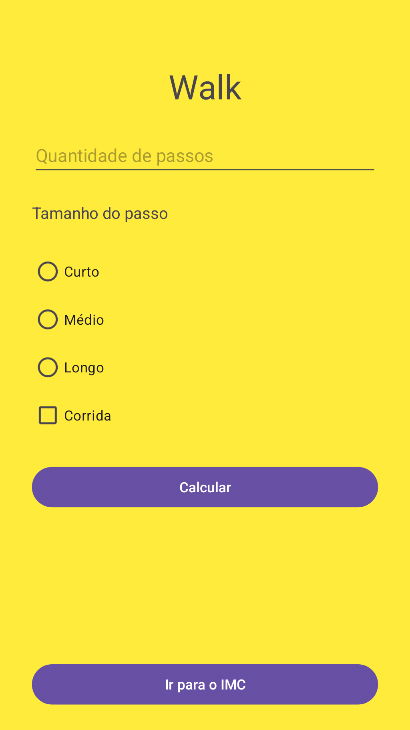 Walk
Quantidade de passos
Tamanho do passo
Curto
Médio
Longo
Corrida
Calcular
Ir para o IMC